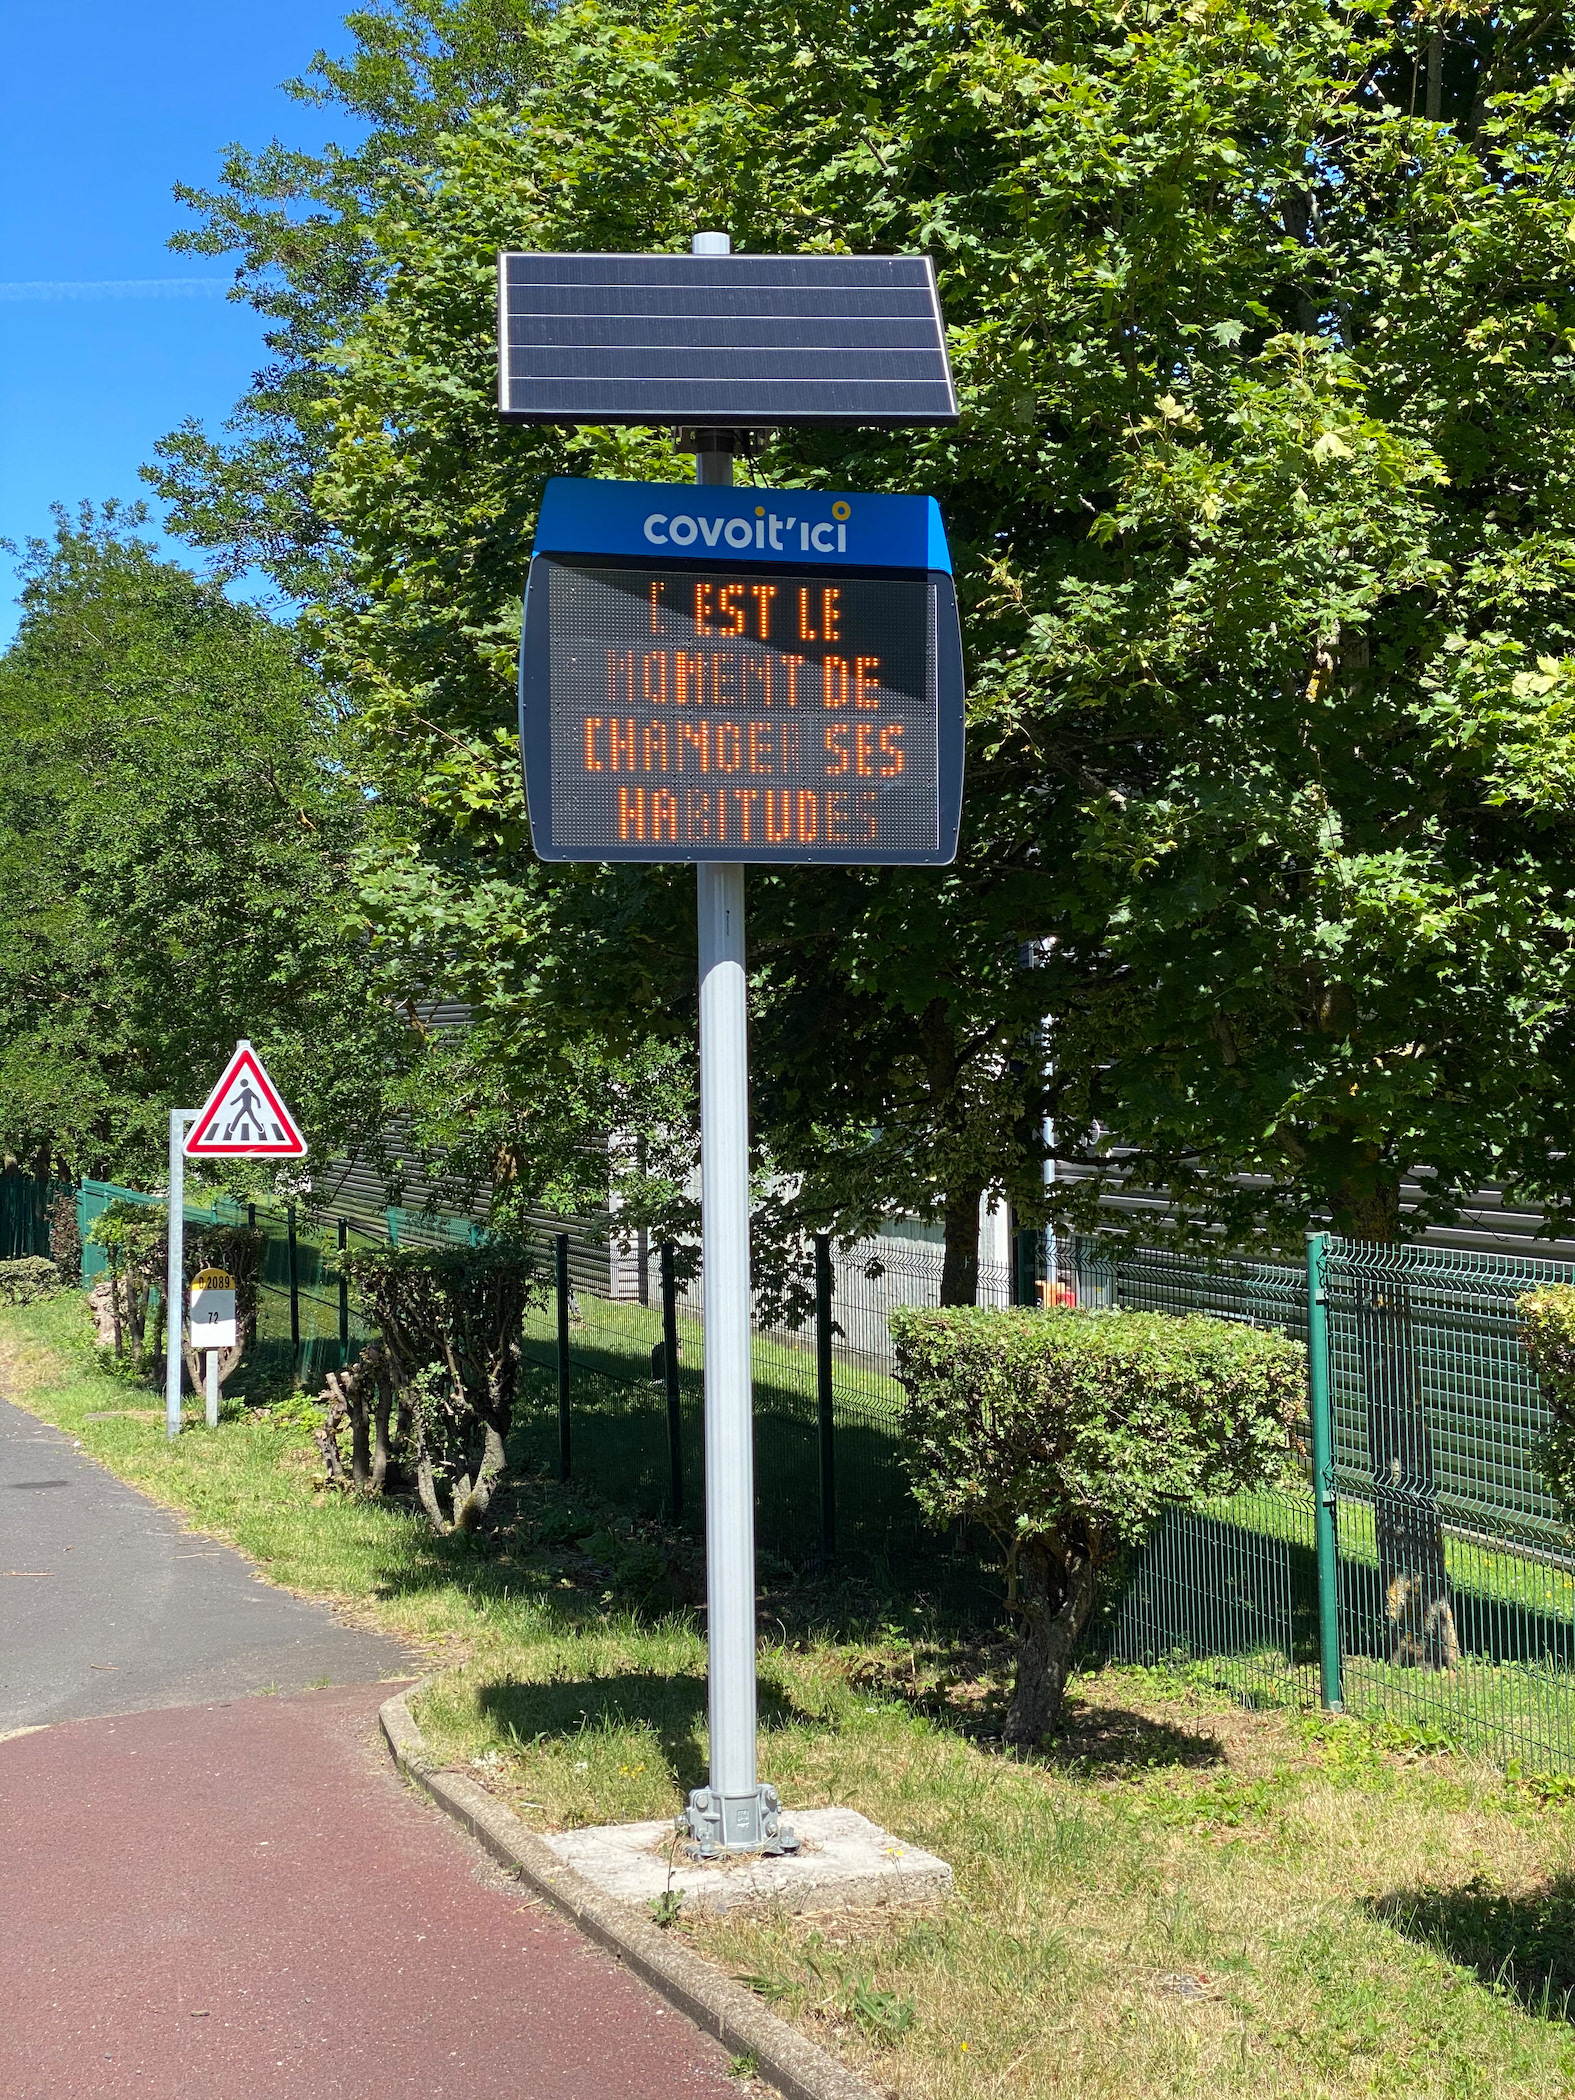 covoit'ici
C EST LE
MOMENT DE
CHANGER SES
HABITUDES
D 2089
72